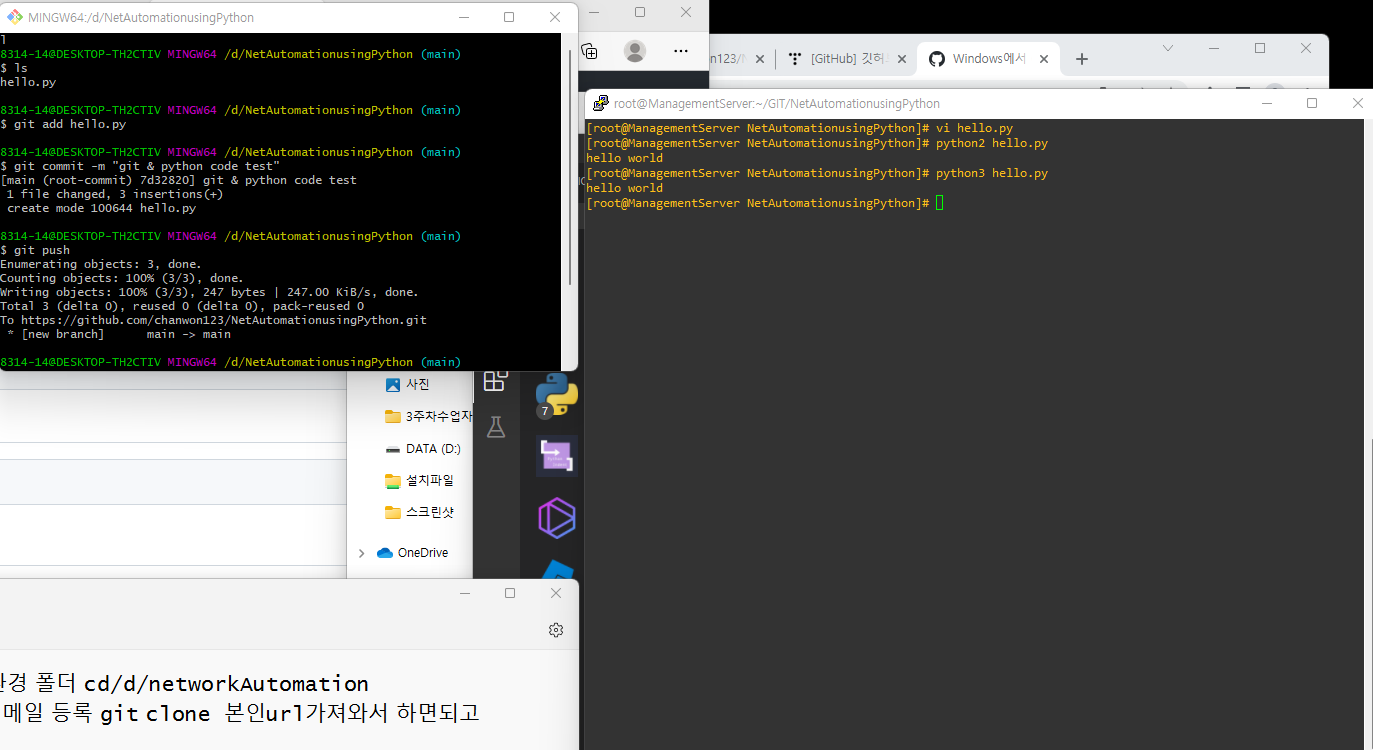 MINGW64:/d/NetAutomationusingPython
8314-14@DESKTOP-TH2CTIV MINGW64 /d/NetAutomationusingPython (main)
$ ls
hello.py
8314-14@DESKTOP-TH2CTIV MINGW64 /d/NetAutomationusingPython (main)
$ git add hello.py
8314-14@DESKTOP-TH2CTIV MINGW64 /d/NetAutomationusingPython (main)
$ git commit -m "git & python code test"
[main (root-commit) 7d32820] git & python code test
1 file changed, 3 insertions(+)
create mode 100644 hello.py
8314-14@DESKTOP-TH2CTIV MINGW64 /d/NetAutomationusingPython (main)
$ git push
Enumerating objects: 3, done.
Counting objects: 100% (3/3), done.
Writing objects: 100% (3/3), 247 bytes | 247.00 KiB/s, done.
Total 3 (delta 0), reused 0 (delta 0), pack-reused 0
To https://github.com/chanwon123/NetAutomationusingPython.git
* [new branch]      main -> main
8314-14@DESKTOP-TH2CTIV MINGW64 /d/NetAutomationusingPython (main)
[GitHub] 깃허
Windows에서
root@ManagementServer:~/GIT/NetAutomationusingPython
[root@ManagementServer NetAutomationusingPython]# vi hello.py
[root@ManagementServer NetAutomationusingPython]# python2 hello.py
hello world
[root@ManagementServer NetAutomationusingPython]# python3 hello.py
hello world
[root@ManagementServer NetAutomationusingPython]#
사진
3주차수업자
DATA (D:)
설치파일
스크린샷
OneDrive
7
폴더 cd/d/networkAutomation
메일 등록 git clone 본인url가져와서 하면되고